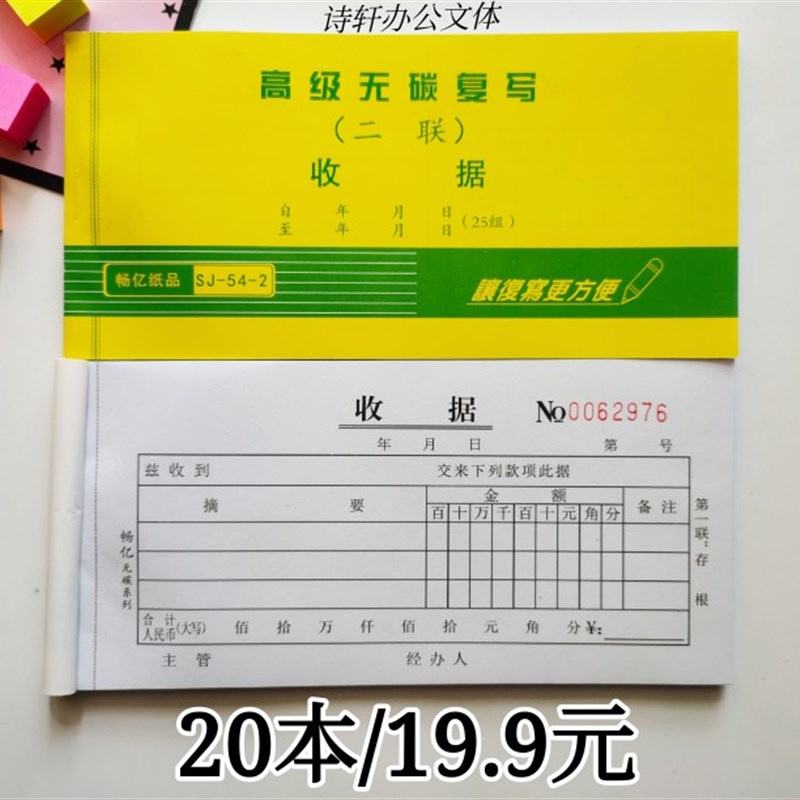 诗轩办公文体
高级无碳复写
（二 联）
收 据
自 年 月 日
至 年 月 日
（25组）
畅亿纸品 SJ-54-2
讓復寫更方便
收 据 №0062976
年 月 日 第 号
兹收到 交来下列款项此据
摘 要 金 额 备 注
百 十 万 千 百 十 元 角 分
合 计
人民币(大写) 佰 拾 万 仟 佰 拾 元 角 分 ¥:
主 管 经 办 人
畅亿无碳系列
第一联:存 根
20本/19.9元